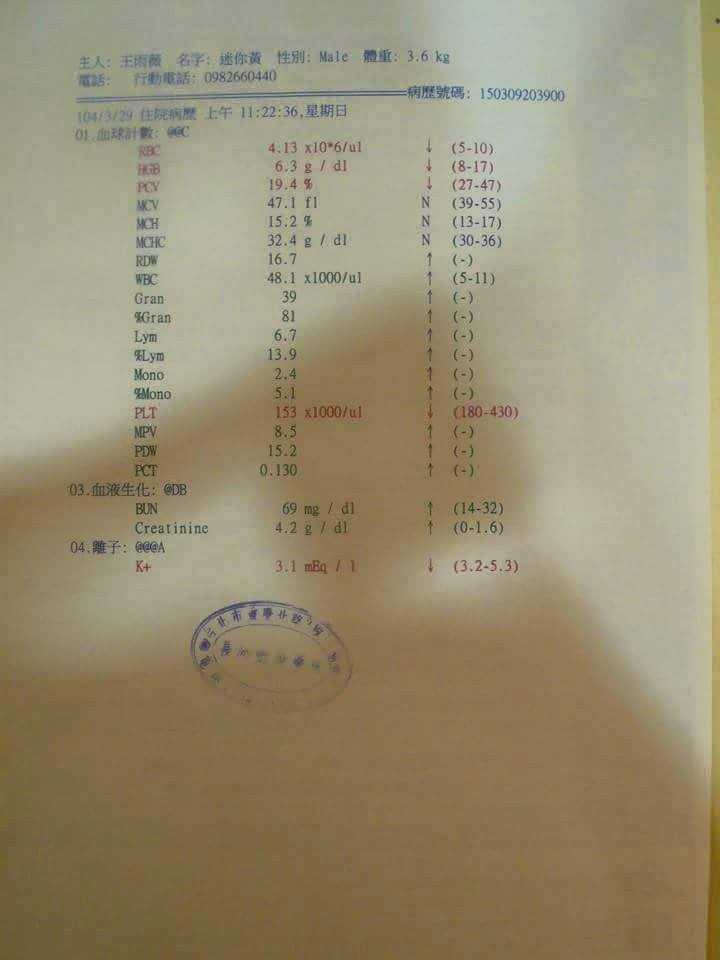 主人: 王雨薇 名字: 迷你黃 性別: Male 體重: 3.6 kg
電話: 行動電話: 0982660440
病歷號碼: 150309203900
104/3/29 住院病歷 上午 11:22:36,星期日
01.血球計數: @@C
RBC 4.13 x10*6/ul ↓ (5-10)
HGB 6.3 g / dl ↓ (8-17)
PCV 19.4 % ↓ (27-47)
MCV 47.1 fl N (39-55)
MCH 15.2 % N (13-17)
MCHC 32.4 g / dl N (30-36)
RDW 16.7 ↑ (-)
WBC 48.1 x1000/ul ↑ (5-11)
Gran 39 ↑ (-)
%Gran 81 ↑ (-)
Lym 6.7 ↑ (-)
%Lym 13.9 ↑ (-)
Mono 2.4 ↑ (-)
%Mono 5.1 ↑ (-)
PLT 153 x1000/ul ↓ (180-430)
MPV 8.5 ↑ (-)
PDW 15.2 ↑ (-)
PCT 0.130 ↑ (-)
03.血液生化: @DB
BUN 69 mg / dl ↑ (14-32)
Creatinine 4.2 g / dl ↑ (0-1.6)
04.離子: @@@A
K+ 3.1 mEq / l ↓ (3.2-5.3)